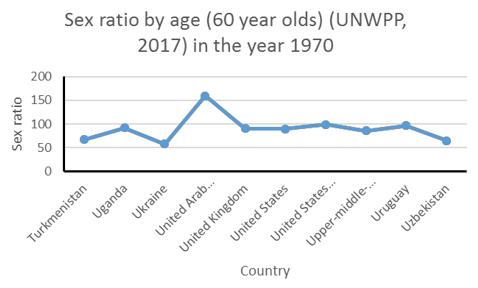 Sex ratio by age (60 year olds) (UNWPP,
2017) in the year 1970
Sex ratio
200
150
100
50
0
Turkmenistan
Uganda
Ukraine
United Arab...
United Kingdom
United States
United States...
Upper-middle-...
Uruguay
Uzbekistan
Country